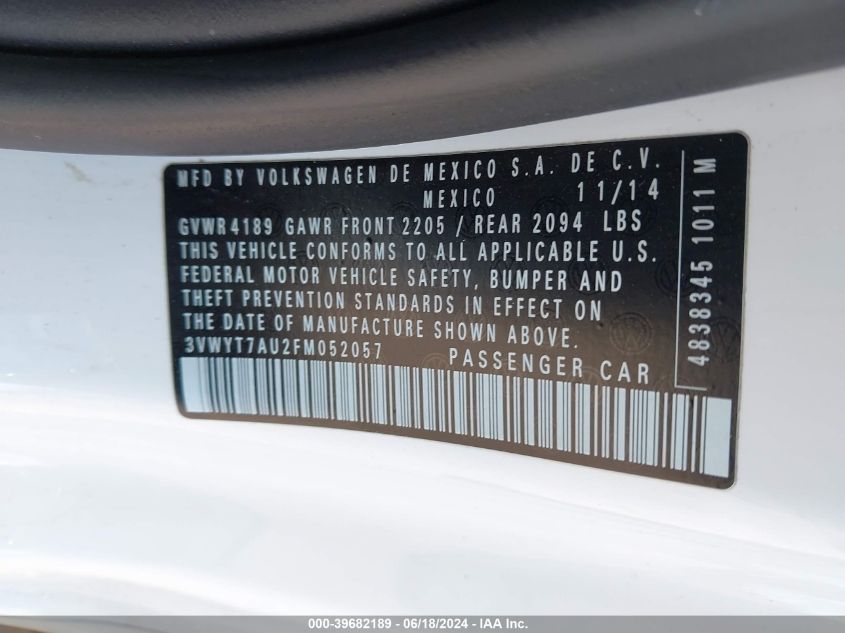 MFD BY VOLKSWAGEN DE MEXICO S.A. DE C.V.
MEXICO 11/14
GVWR 4189 GAWR FRONT 2205 / REAR 2094 LBS
THIS VEHICLE CONFORMS TO ALL APPLICABLE U.S.
FEDERAL MOTOR VEHICLE SAFETY, BUMPER AND
THEFT PREVENTION STANDARDS IN EFFECT ON
THE DATE OF MANUFACTURE SHOWN ABOVE.
3VWYT7AU2FM052057 PASSENGER CAR
4838345 1011 M
000-39682189 - 06/18/2024 - © IAA, Inc.